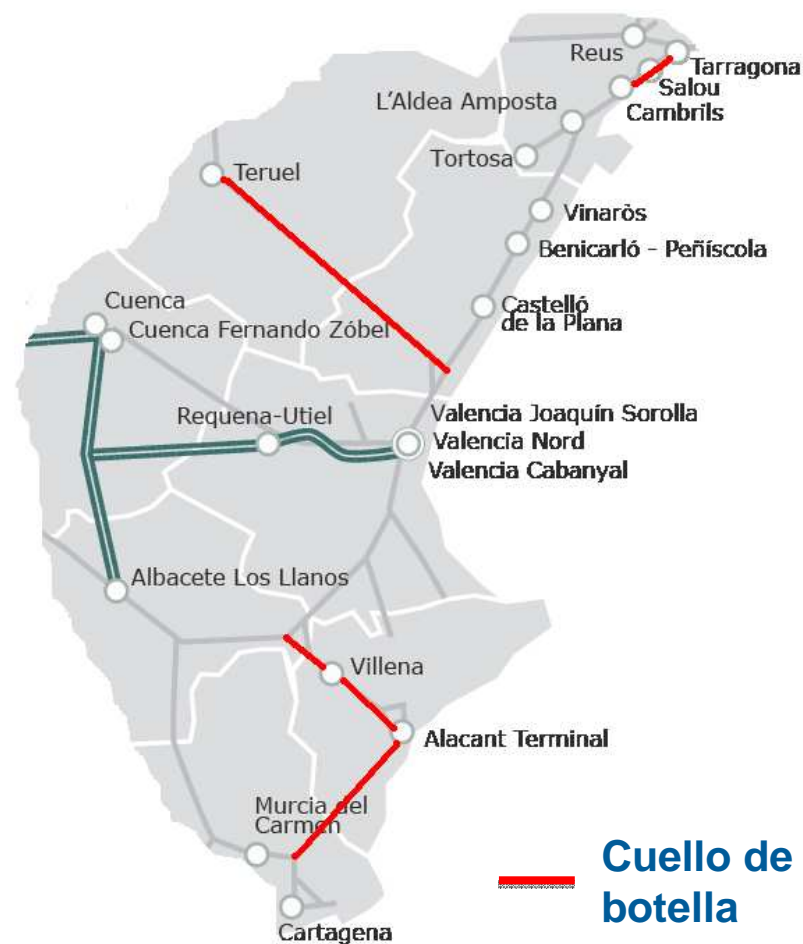 Reus
Tarragona
Salou
Cambrils
L'Aldea Amposta
Tortosa
Teruel
Vinaròs
Benicarló - Peñíscola
Cuenca
Cuenca Fernando Zóbel
Castelló
de la Plana
Requena-Utiel
Valencia Joaquín Sorolla
Valencia Nord
Valencia Cabanyal
Albacete Los Llanos
Villena
Alacant Terminal
Murcia del
Carmen
Cartagena
Cuello de
botella